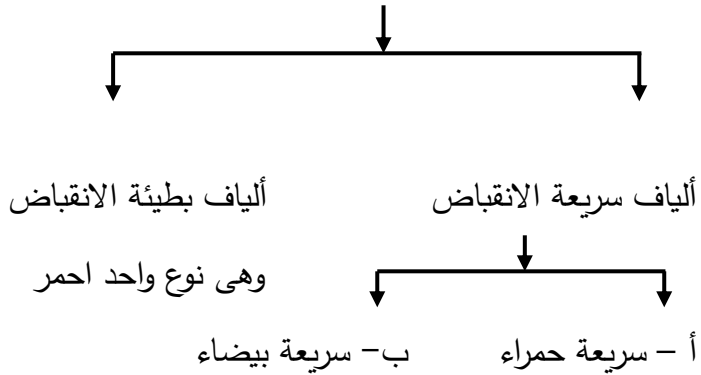 ألياف سريعة الانقباض
ألياف بطيئة الانقباض
وهى نوع واحد احمر
أ – سريعة حمراء
ب– سريعة بيضاء